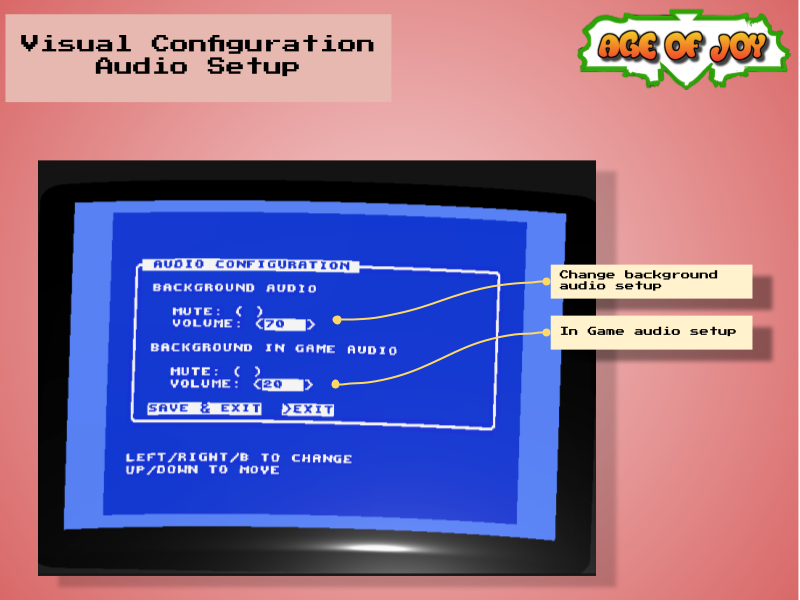 Visual Configuration
Audio Setup
AGE OF JOY
AUDIO CONFIGURATION
BACKGROUND AUDIO
MUTE: ( )
VOLUME: <70 >
BACKGROUND IN GAME AUDIO
MUTE: ( )
VOLUME: <20 >
SAVE & EXIT >EXIT
LEFT/RIGHT/B TO CHANGE
UP/DOWN TO MOVE
Change background
audio setup
In Game audio setup